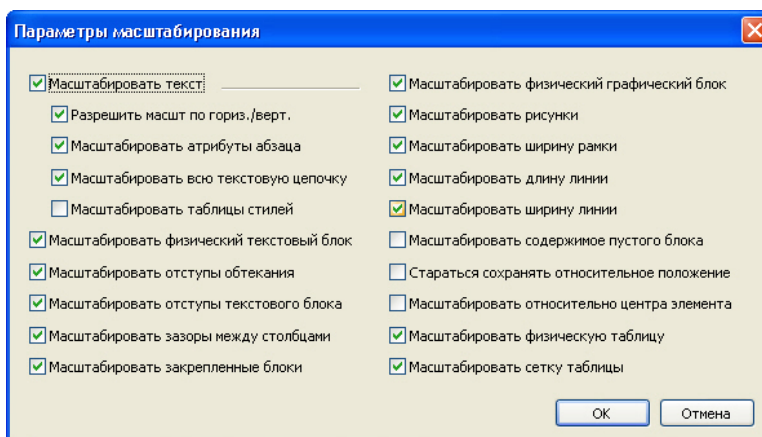 Параметры масштабирования
Масштабировать текст
Разрешить масшт по гориз./верт.
Масштабировать атрибуты абзаца
Масштабировать всю текстовую цепочку
Масштабировать таблицы стилей
Масштабировать физический текстовый блок
Масштабировать отступы обтекания
Масштабировать отступы текстового блока
Масштабировать зазоры между столбцами
Масштабировать закрепленные блоки
Масштабировать физический графический блок
Масштабировать рисунки
Масштабировать ширину рамки
Масштабировать длину линии
Масштабировать ширину линии
Масштабировать содержимое пустого блока
Стараться сохранять относительное положение
Масштабировать относительно центра элемента
Масштабировать физическую таблицу
Масштабировать сетку таблицы
OK
Отмена